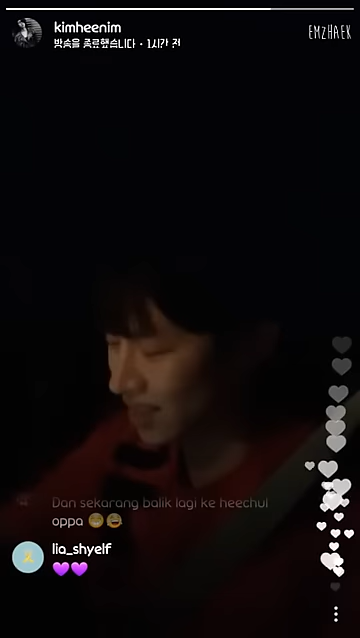 kimheenim
방송을 종료했습니다 • 1시간 전
EMZHAEK
Dan sekarang balik lagi ke heechul
oppa 😁😂
lia_shyelf
💜💜